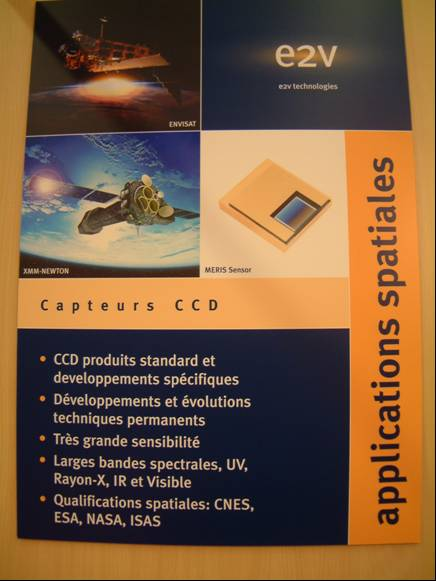 e2v
e2v technologies
ENVISAT
XMM-NEWTON
MERIS Sensor
applications spatiales
Capteurs CCD
• CCD produits standard et
developpements spécifiques
• Développements et évolutions
techniques permanents
• Très grande sensibilité
• Larges bandes spectrales, UV,
Rayon-X, IR et Visible
• Qualifications spatiales: CNES,
ESA, NASA, ISAS